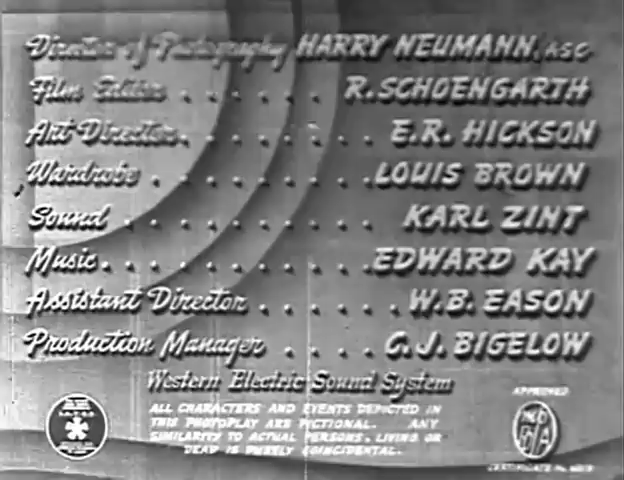 Director of Photography HARRY NEUMANN, ASC
Film Editor . . . . . . R. SCHOENGARTH
Art Director. . . . . . . . E.R. HICKSON
Wardrobe . . . . . . . . . LOUIS BROWN
Sound . . . . . . . . . . KARL ZINT
Music. . . . . . . . . . . EDWARD KAY
Assistant Director . . . . . . W.B. EASON
Production Manager . . . . C.J. BIGELOW
Western Electric Sound System
ALL CHARACTERS AND EVENTS DEPICTED IN
THIS PHOTOPLAY ARE FICTIONAL. ANY
SIMILARITY TO ACTUAL PERSONS, LIVING OR
DEAD IS PURELY COINCIDENTAL.
APPROVED
CERTIFICATE No.